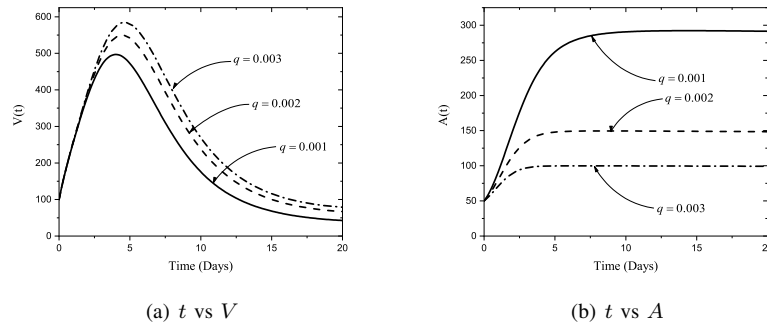 600
500
400
300
200
100
0
V(t)
0
5
10
15
20
Time (Days)
q = 0.003
q = 0.002
q = 0.001
(a) t vs V
300
250
200
150
100
50
0
A(t)
0
5
10
15
20
Time (Days)
q = 0.001
q = 0.002
q = 0.003
(b) t vs A